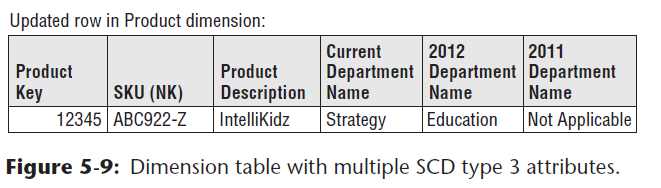 Updated row in Product dimension:
Product Key SKU (NK) Product Description Current Department Name 2012 Department Name 2011 Department Name
12345 ABC922-Z IntelliKidz Strategy Education Not Applicable
Figure 5-9: Dimension table with multiple SCD type 3 attributes.